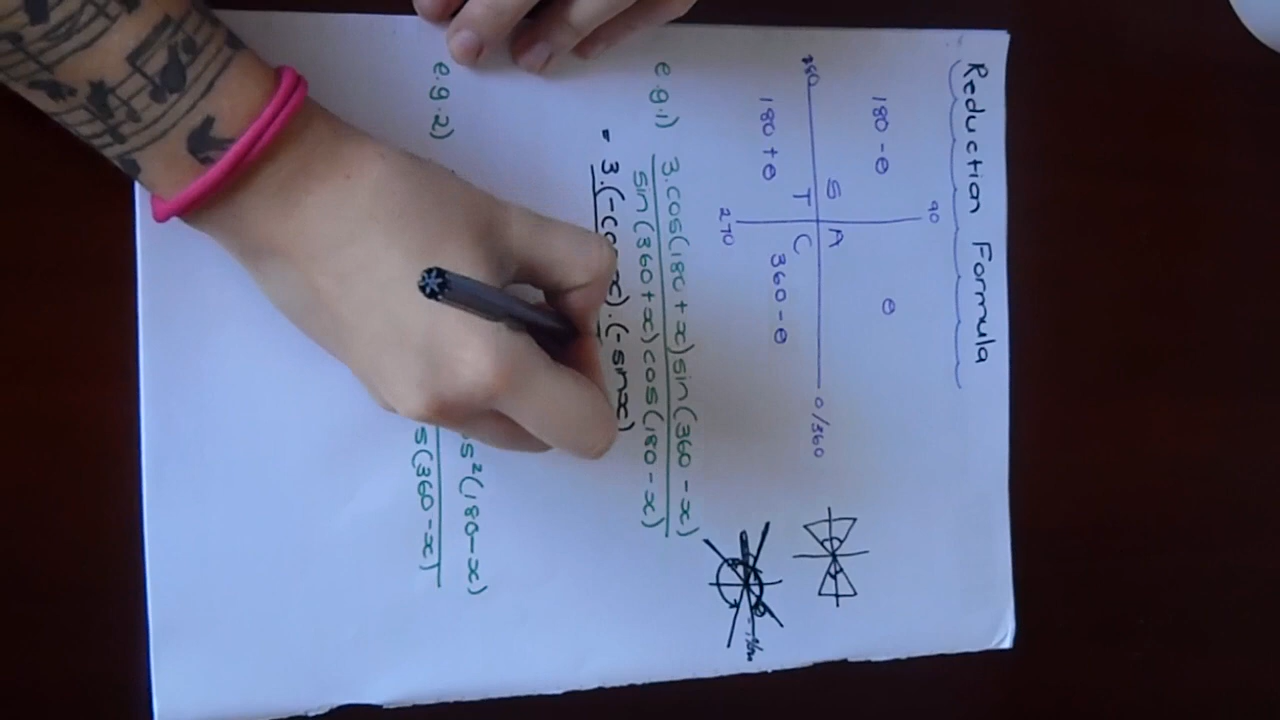 Reduction Formula
90
180 - θ
θ
S A
180
0/360
T C
180 + θ
360 - θ
270
e.g.1) 3.cos(180 + x)sin(360 - x)
sin(360 + x)cos(180 - x)
= 3.(-cosx).(-sinx)
e.g.2) s²(180 - x)
s(360 - x)